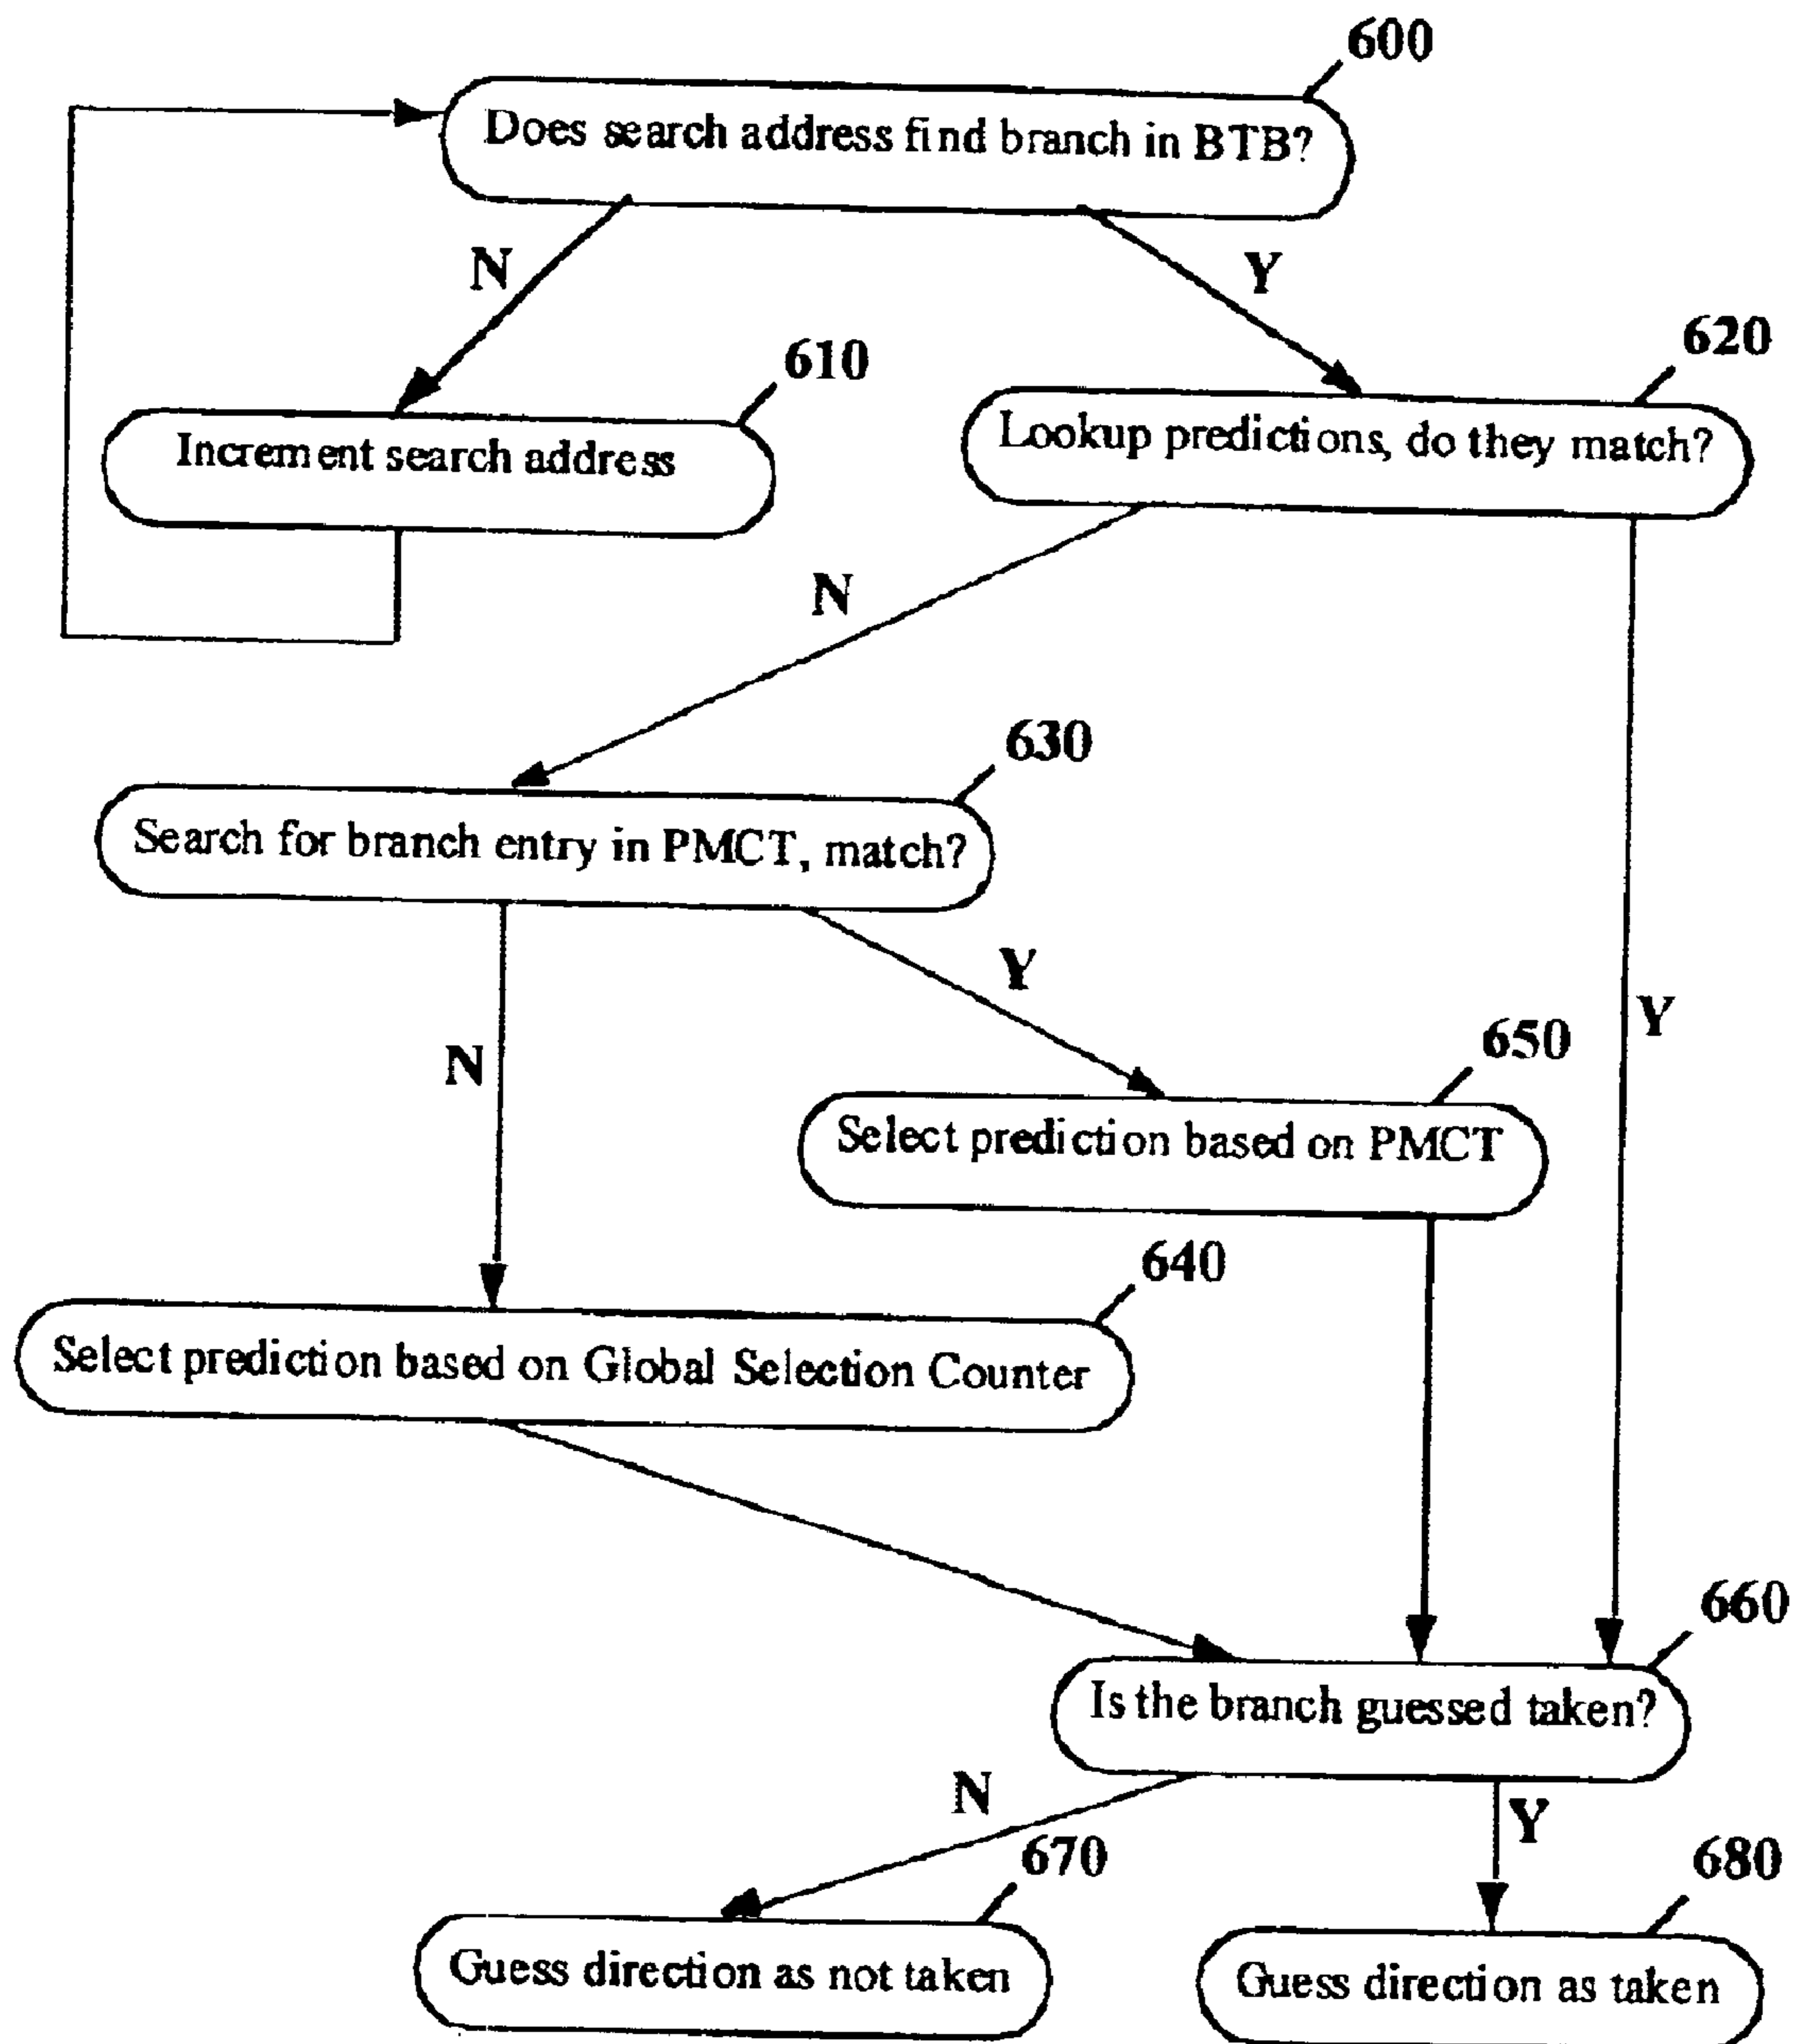 600
Does search address find branch in BTB?
N
Y
610
620
Increment search address
Lookup predictions, do they match?
N
630
Search for branch entry in PMCT, match?
Y
N
Y
650
Select prediction based on PMCT
640
Select prediction based on Global Selection Counter
660
Is the branch guessed taken?
N
Y
670
680
Guess direction as not taken
Guess direction as taken